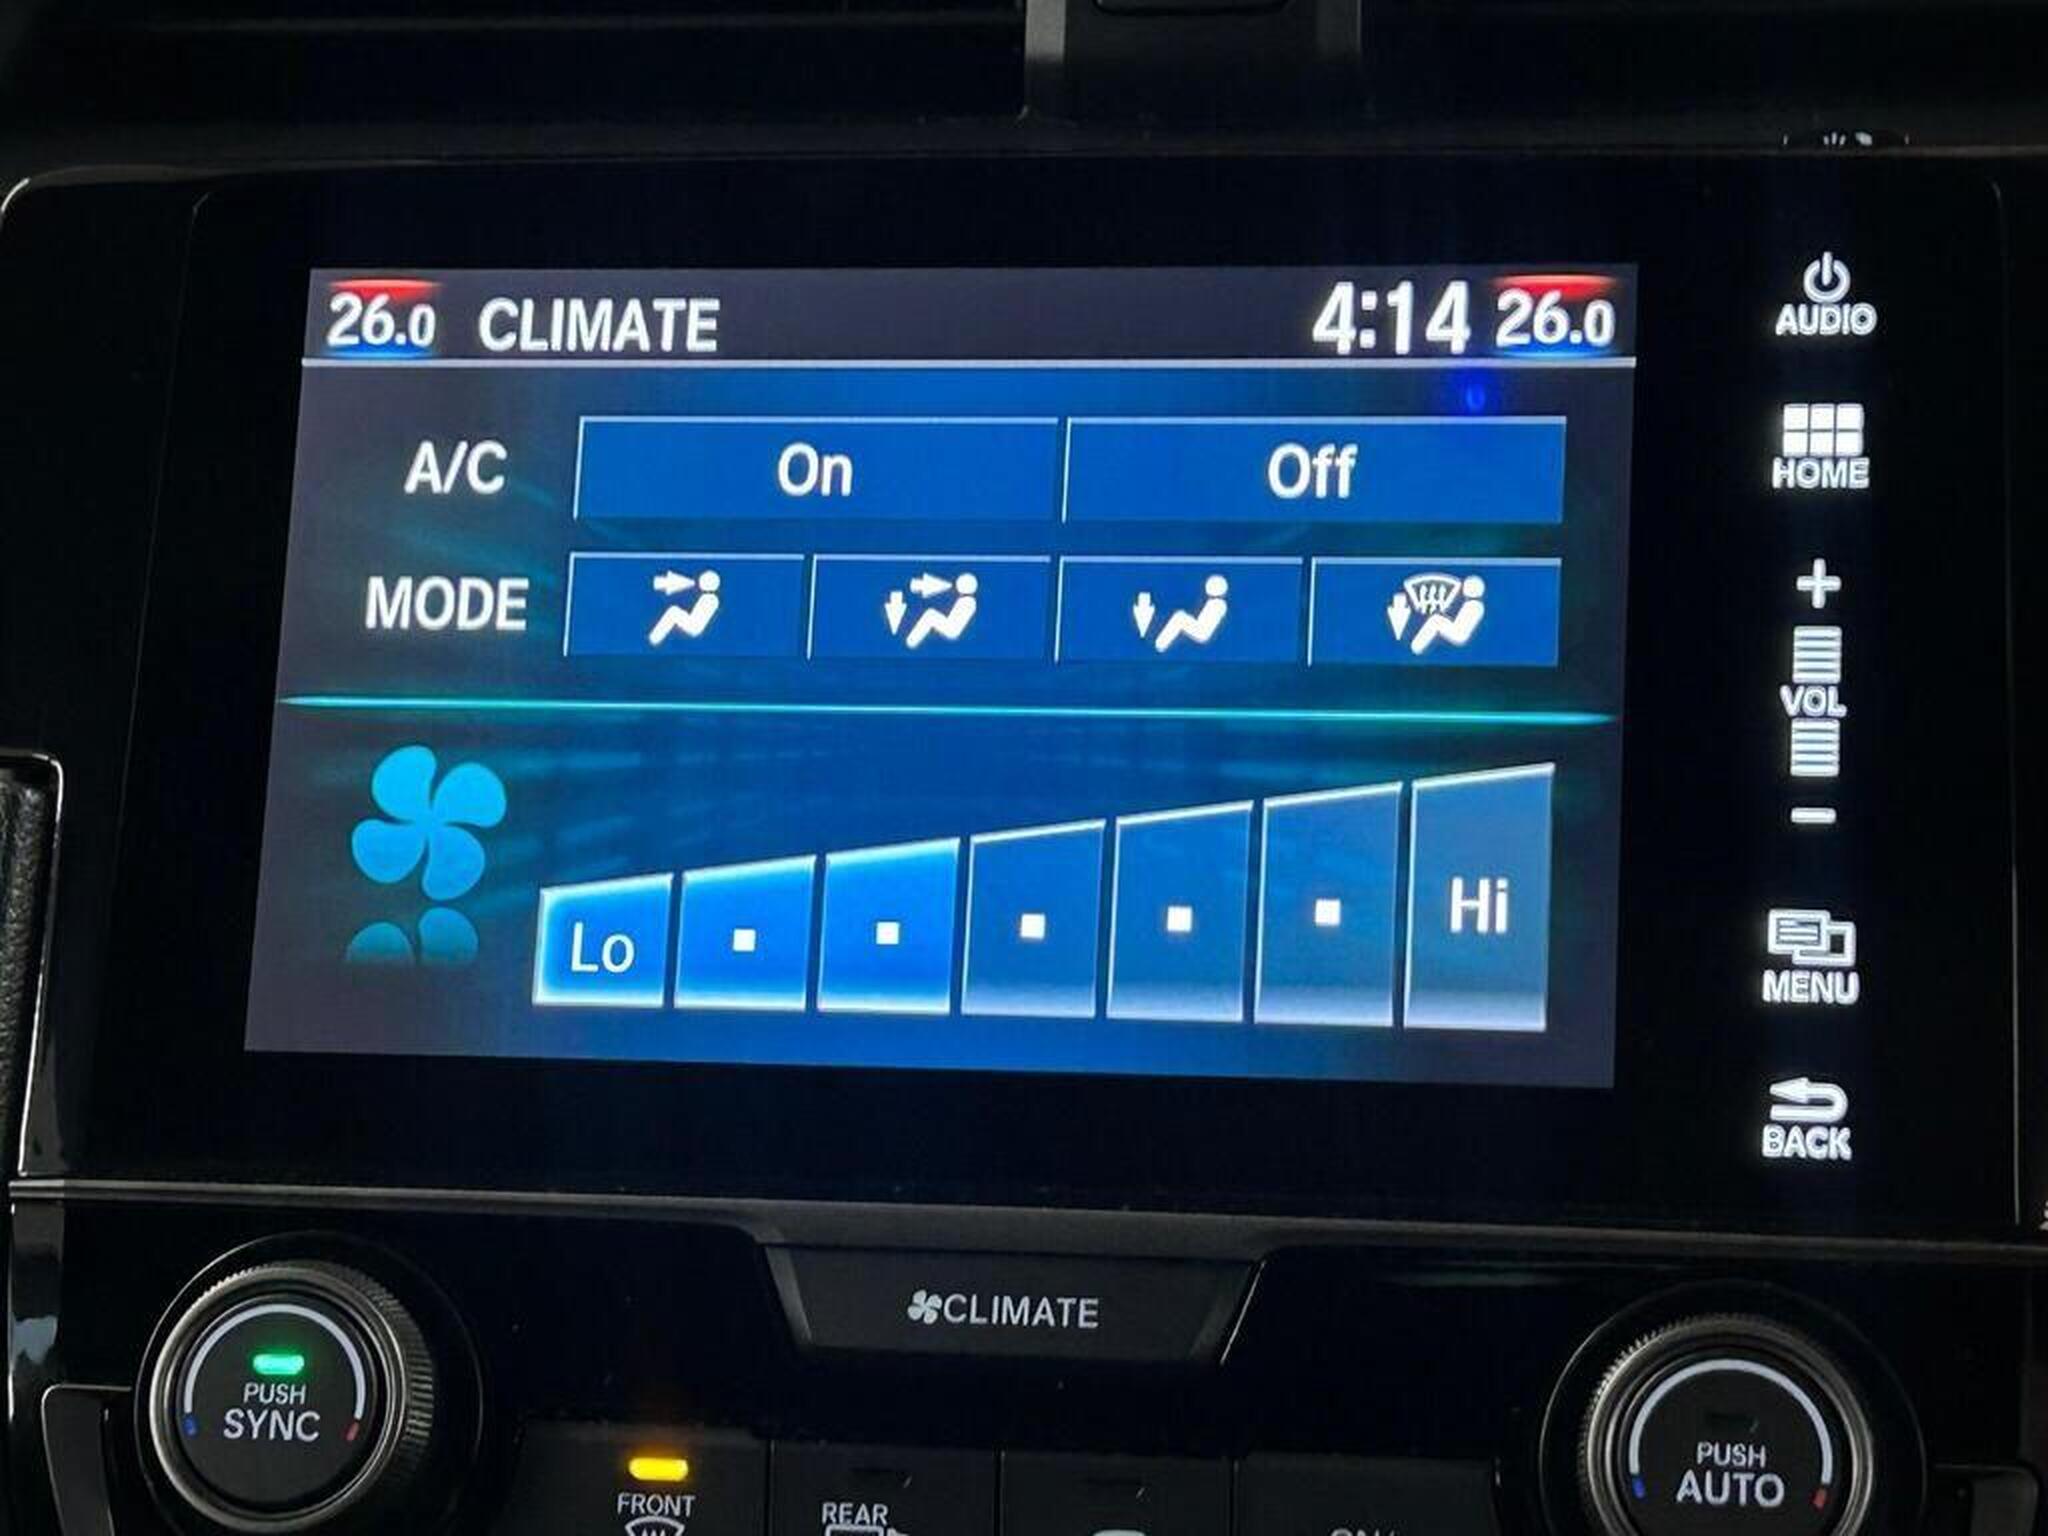 26.0 CLIMATE 4:14 26.0
A/C On Off
MODE
Lo Hi
AUDIO
HOME
+
VOL
−
MENU
BACK
CLIMATE
PUSH
SYNC
FRONT
REAR
PUSH
AUTO